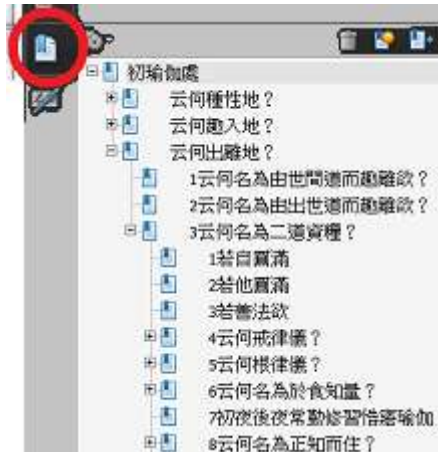 初瑜伽處
云何種性地？
云何趣入地？
云何出離地？
1云何名為由世間道而趣離欲？
2云何名為由出世道而趣離欲？
3云何名為二道資糧？
1若自圓滿
2若他圓滿
3若善法欲
4云何戒律儀？
5云何根律儀？
6云何名為於食知量？
7初夜後夜常勤修習悎寤瑜伽
8云何名為正知而住？